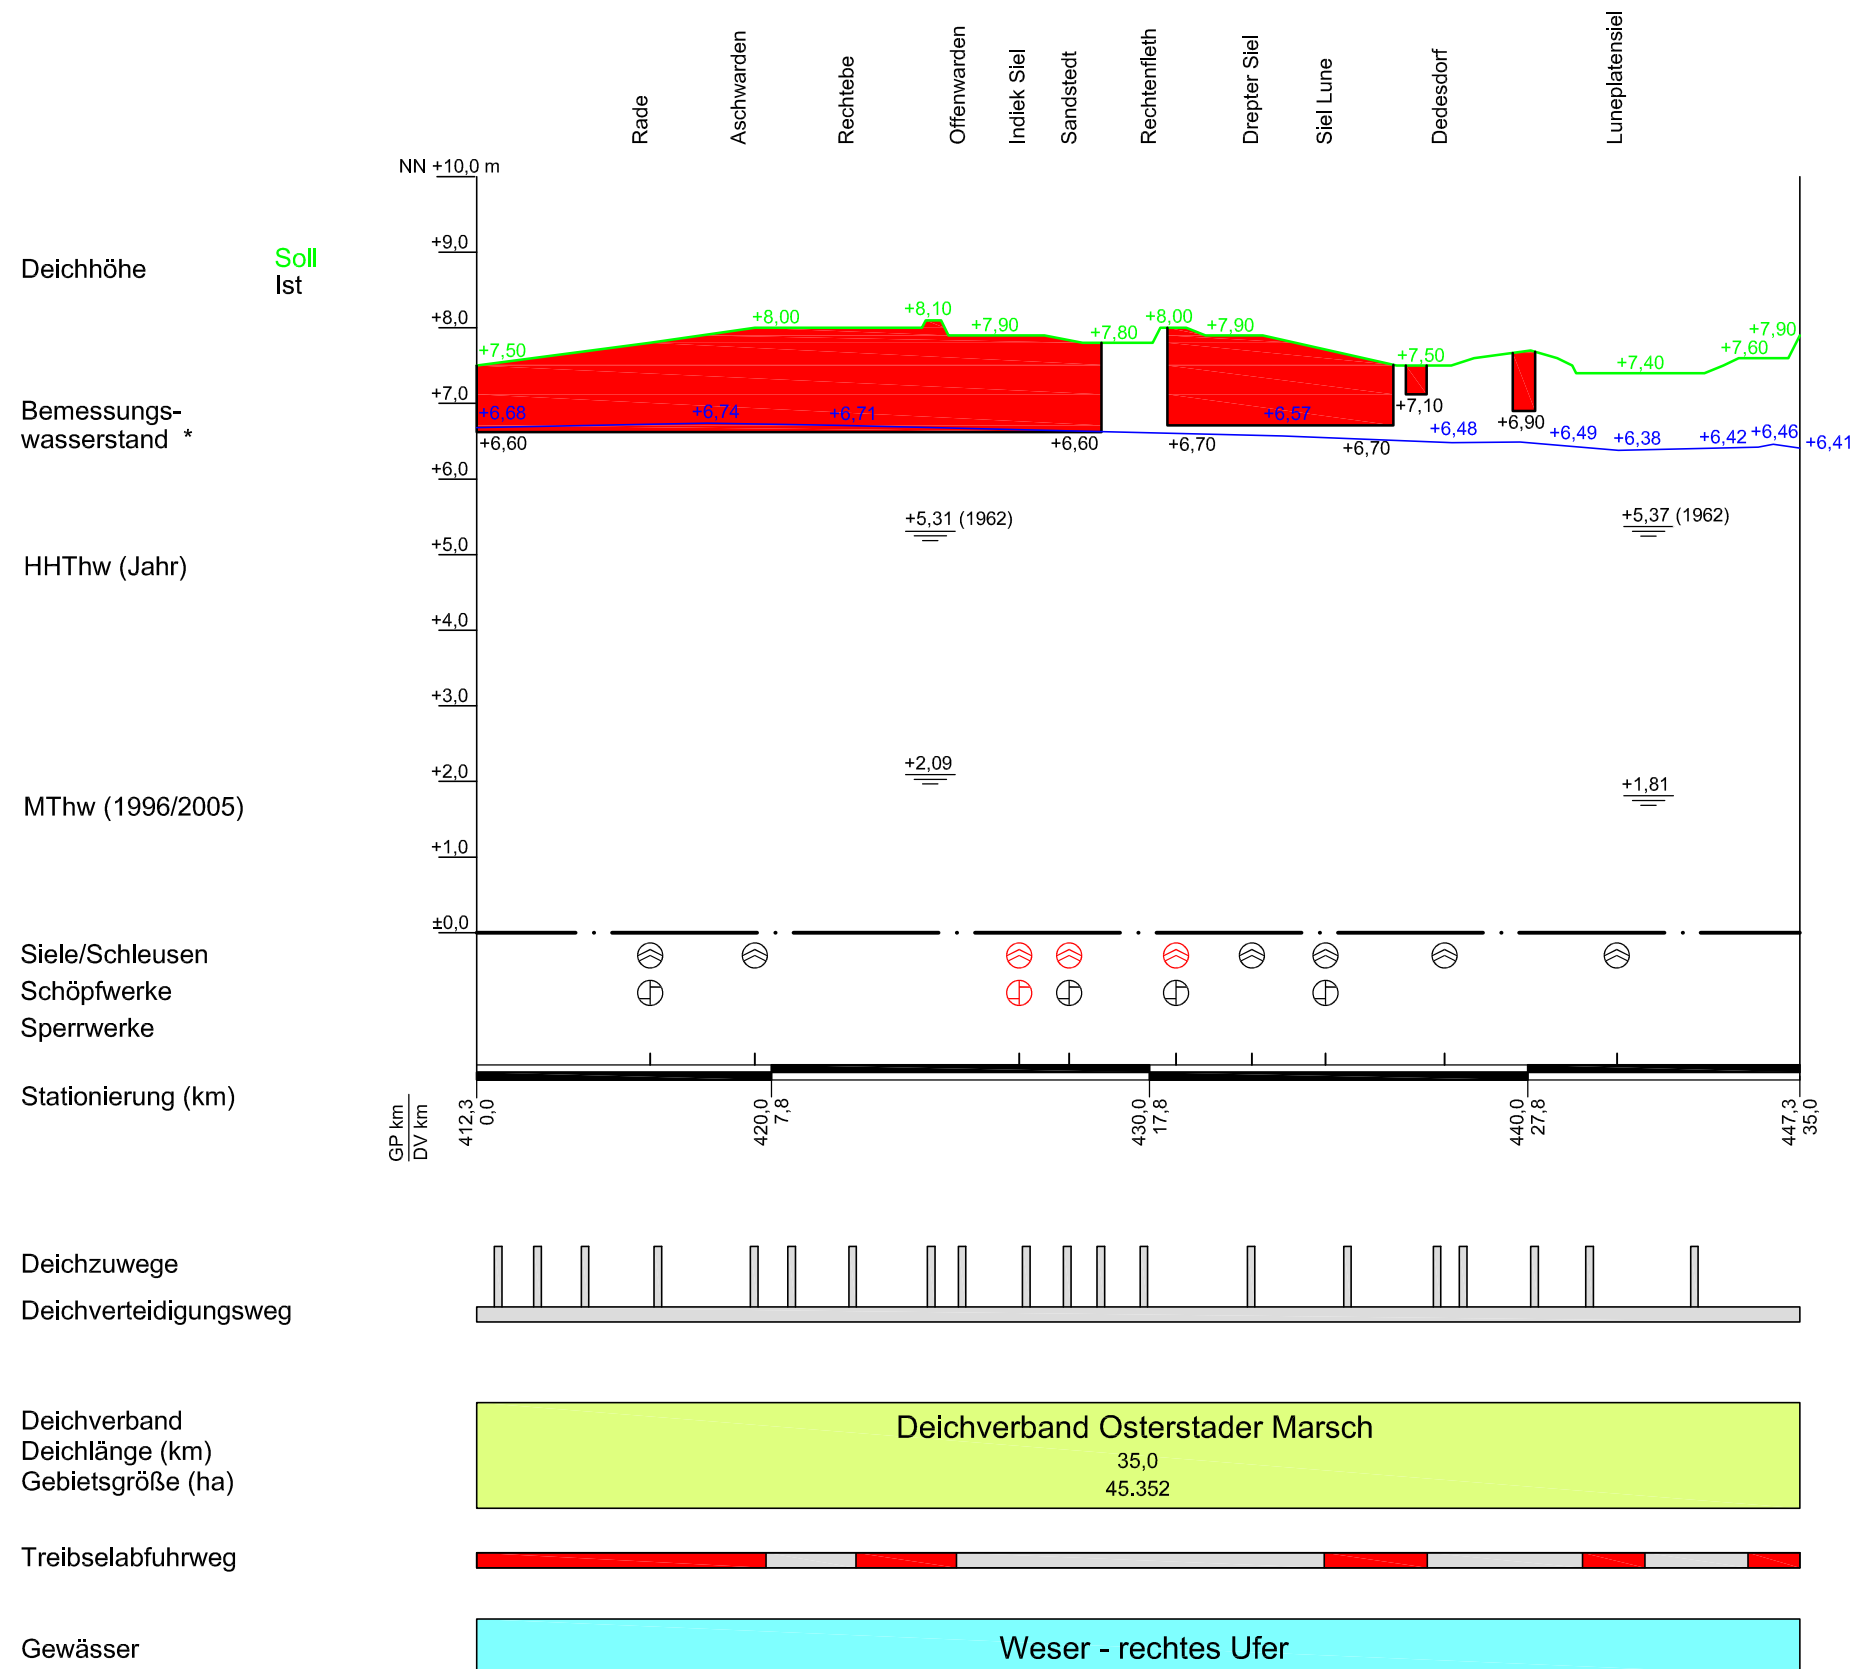 Rade
Aschwarden
Rechtebe
Offenwarden
Indiek Siel
Sandstedt
Rechtenfleth
Drepter Siel
Siel Lune
Dedesdorf
Luneplatensiel
NN +10,0 m
+9,0
+8,0
+7,0
+6,0
+5,0
+4,0
+3,0
+2,0
+1,0
±0,0
Deichhöhe
Soll
Ist
+7,50
+8,00
+8,10
+7,90
+7,80
+8,00
+7,90
+7,50
+7,40
+7,60
+7,90
Bemessungs-
wasserstand *
+6,68
+6,74
+6,71
+6,57
+6,48
+6,49
+6,38
+6,42
+6,46
+6,41
+6,60
+6,60
+6,70
+6,70
+7,10
+6,90
HHThw (Jahr)
+5,31 (1962)
+5,37 (1962)
MThw (1996/2005)
+2,09
+1,81
Siele/Schleusen
Schöpfwerke
Sperrwerke
Stationierung (km)
GP km
DV km
412,3
0,0
420,0
7,8
430,0
17,8
440,0
27,8
447,3
35,0
Deichzuwege
Deichverteidigungsweg
Deichverband
Deichlänge (km)
Gebietsgröße (ha)
Deichverband Osterstader Marsch
35,0
45.352
Treibselabfuhrweg
Gewässer
Weser - rechtes Ufer